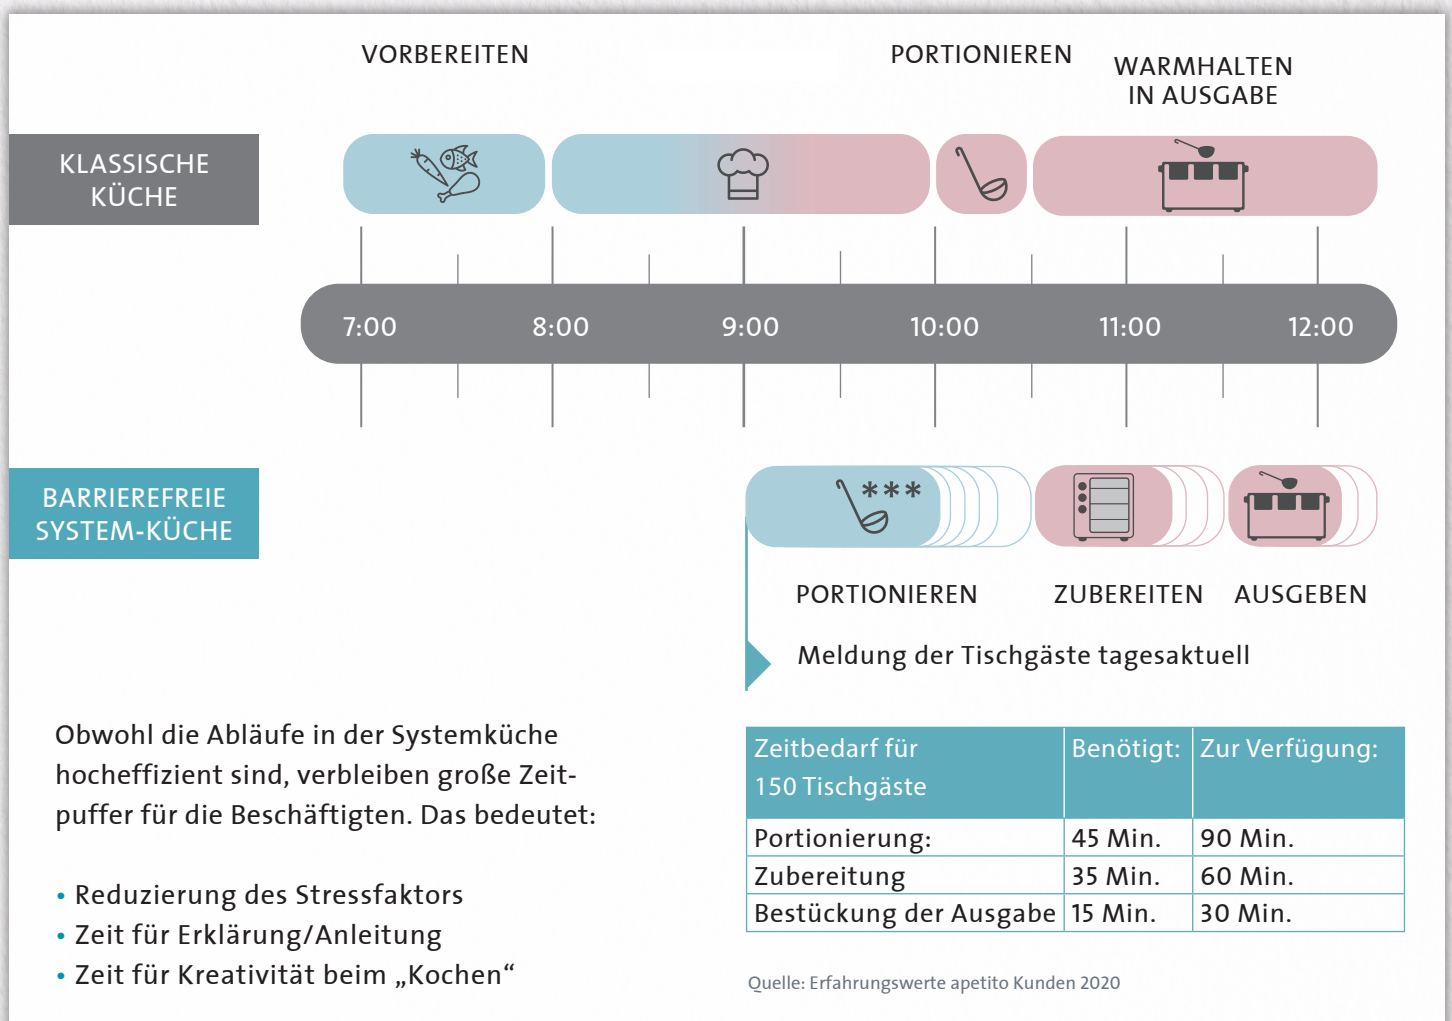 VORBEREITEN
PORTIONIEREN
WARMHALTEN
IN AUSGABE
KLASSISCHE
KÜCHE
7:00
8:00
9:00
10:00
11:00
12:00
BARRIEREFREIE
SYSTEM-KÜCHE
***
PORTIONIEREN
ZUBEREITEN
AUSGEBEN
Meldung der Tischgäste tagesaktuell
Obwohl die Abläufe in der Systemküche
hocheffizient sind, verbleiben große Zeit-
puffer für die Beschäftigten. Das bedeutet:
• Reduzierung des Stressfaktors
• Zeit für Erklärung/Anleitung
• Zeit für Kreativität beim „Kochen“
Zeitbedarf für
150 Tischgäste
Benötigt:
Zur Verfügung:
Portionierung: 45 Min. 90 Min.
Zubereitung 35 Min. 60 Min.
Bestückung der Ausgabe 15 Min. 30 Min.
Quelle: Erfahrungswerte apetito Kunden 2020